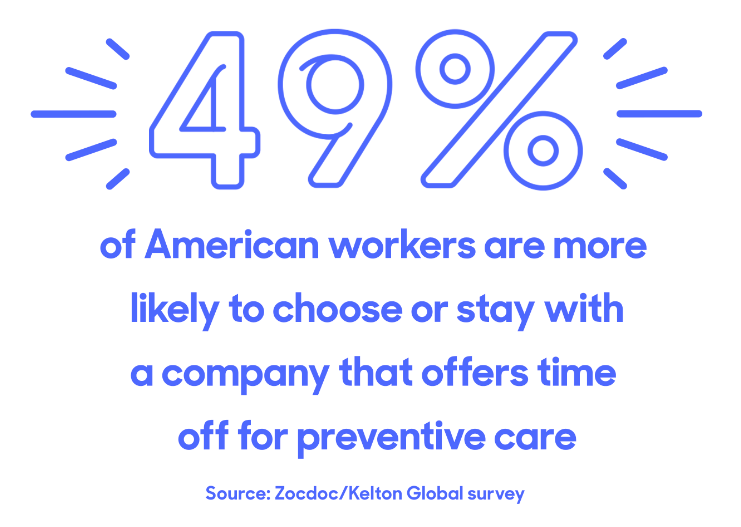 49%
of American workers are more
likely to choose or stay with
a company that offers time
off for preventive care
Source: Zocdoc/Kelton Global survey